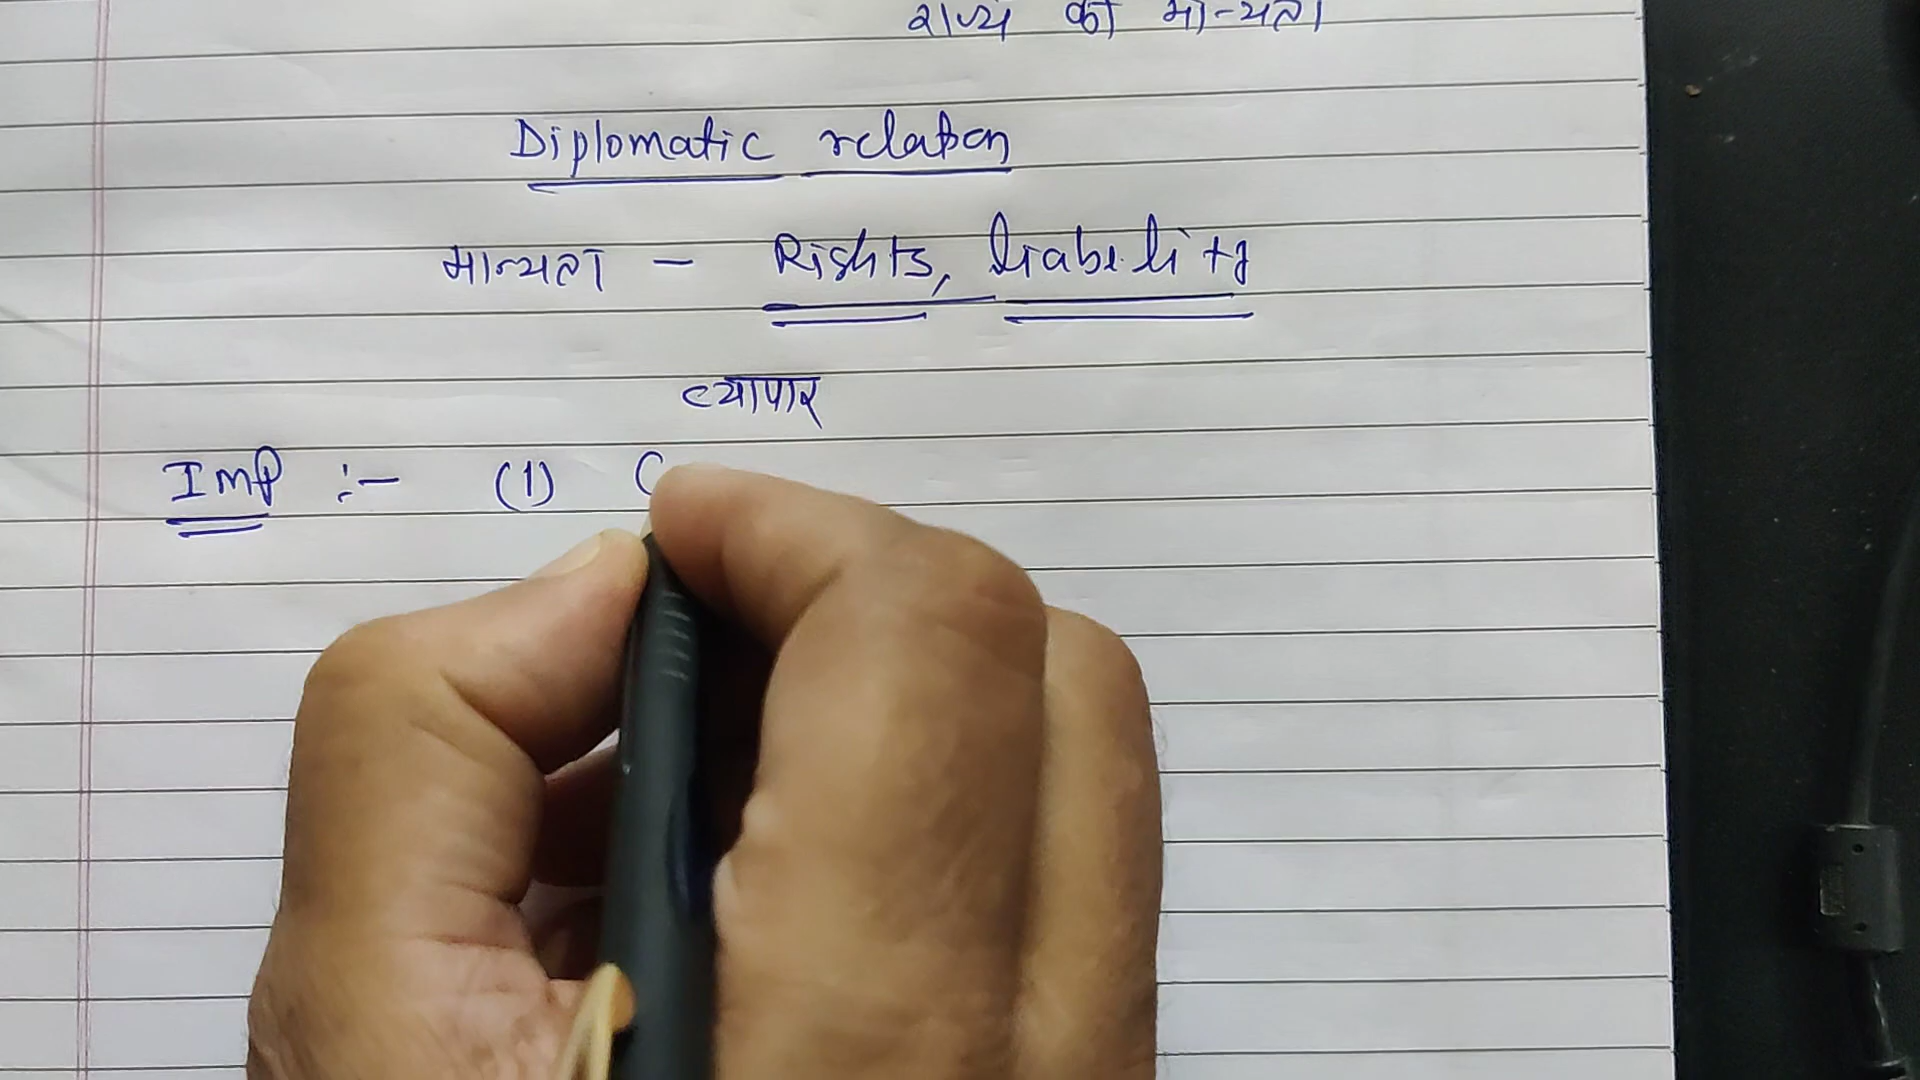 राज्य की मान्यता
Diplomatic relation
मान्यता - Rights, liability
व्यापार
Imp :- (1) C